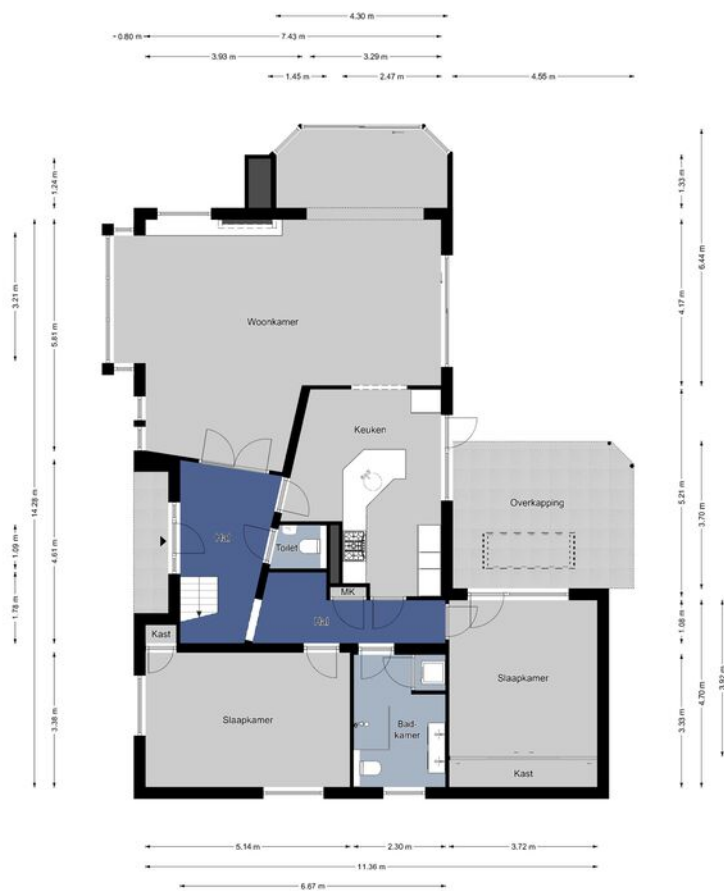 4.30 m
~0.80 m
7.43 m
3.93 m
3.29 m
1.45 m
2.47 m
4.55 m
1.24 m
1.33 m
3.21 m
5.81 m
4.17 m
6.44 m
Woonkamer
Keuken
Overkapping
14.28 m
1.09 m
4.61 m
Hal
Toilet
5.21 m
3.70 m
1.78 m
MK
Hal
1.08 m
Kast
Slaapkamer
Bad-
kamer
Slaapkamer
Kast
3.36 m
3.33 m
4.70 m
3.92 m
5.14 m
2.30 m
3.72 m
11.36 m
6.67 m